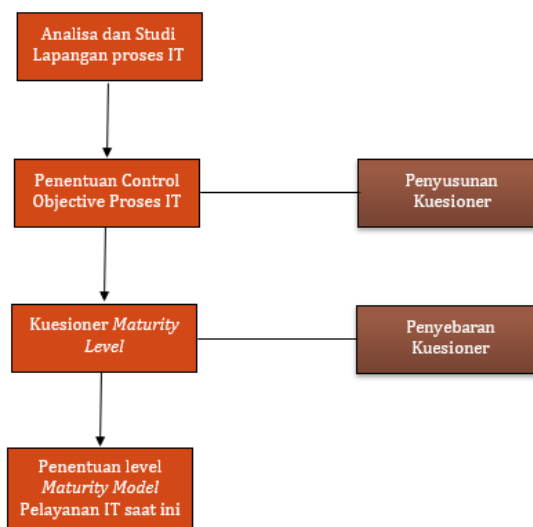 Analisa dan Studi
Lapangan proses IT
Penentuan Control
Objective Proses IT
Penyusunan
Kuesioner
Kuesioner Maturity
Level
Penyebaran
Kuesioner
Penentuan level
Maturity Model
Pelayanan IT saat ini